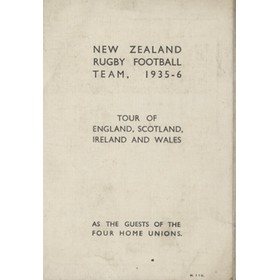 NEW ZEALAND
RUGBY FOOTBALL
TEAM, 1935-6
TOUR OF
ENGLAND, SCOTLAND,
IRELAND AND WALES
AS THE GUESTS OF THE
FOUR HOME UNIONS.